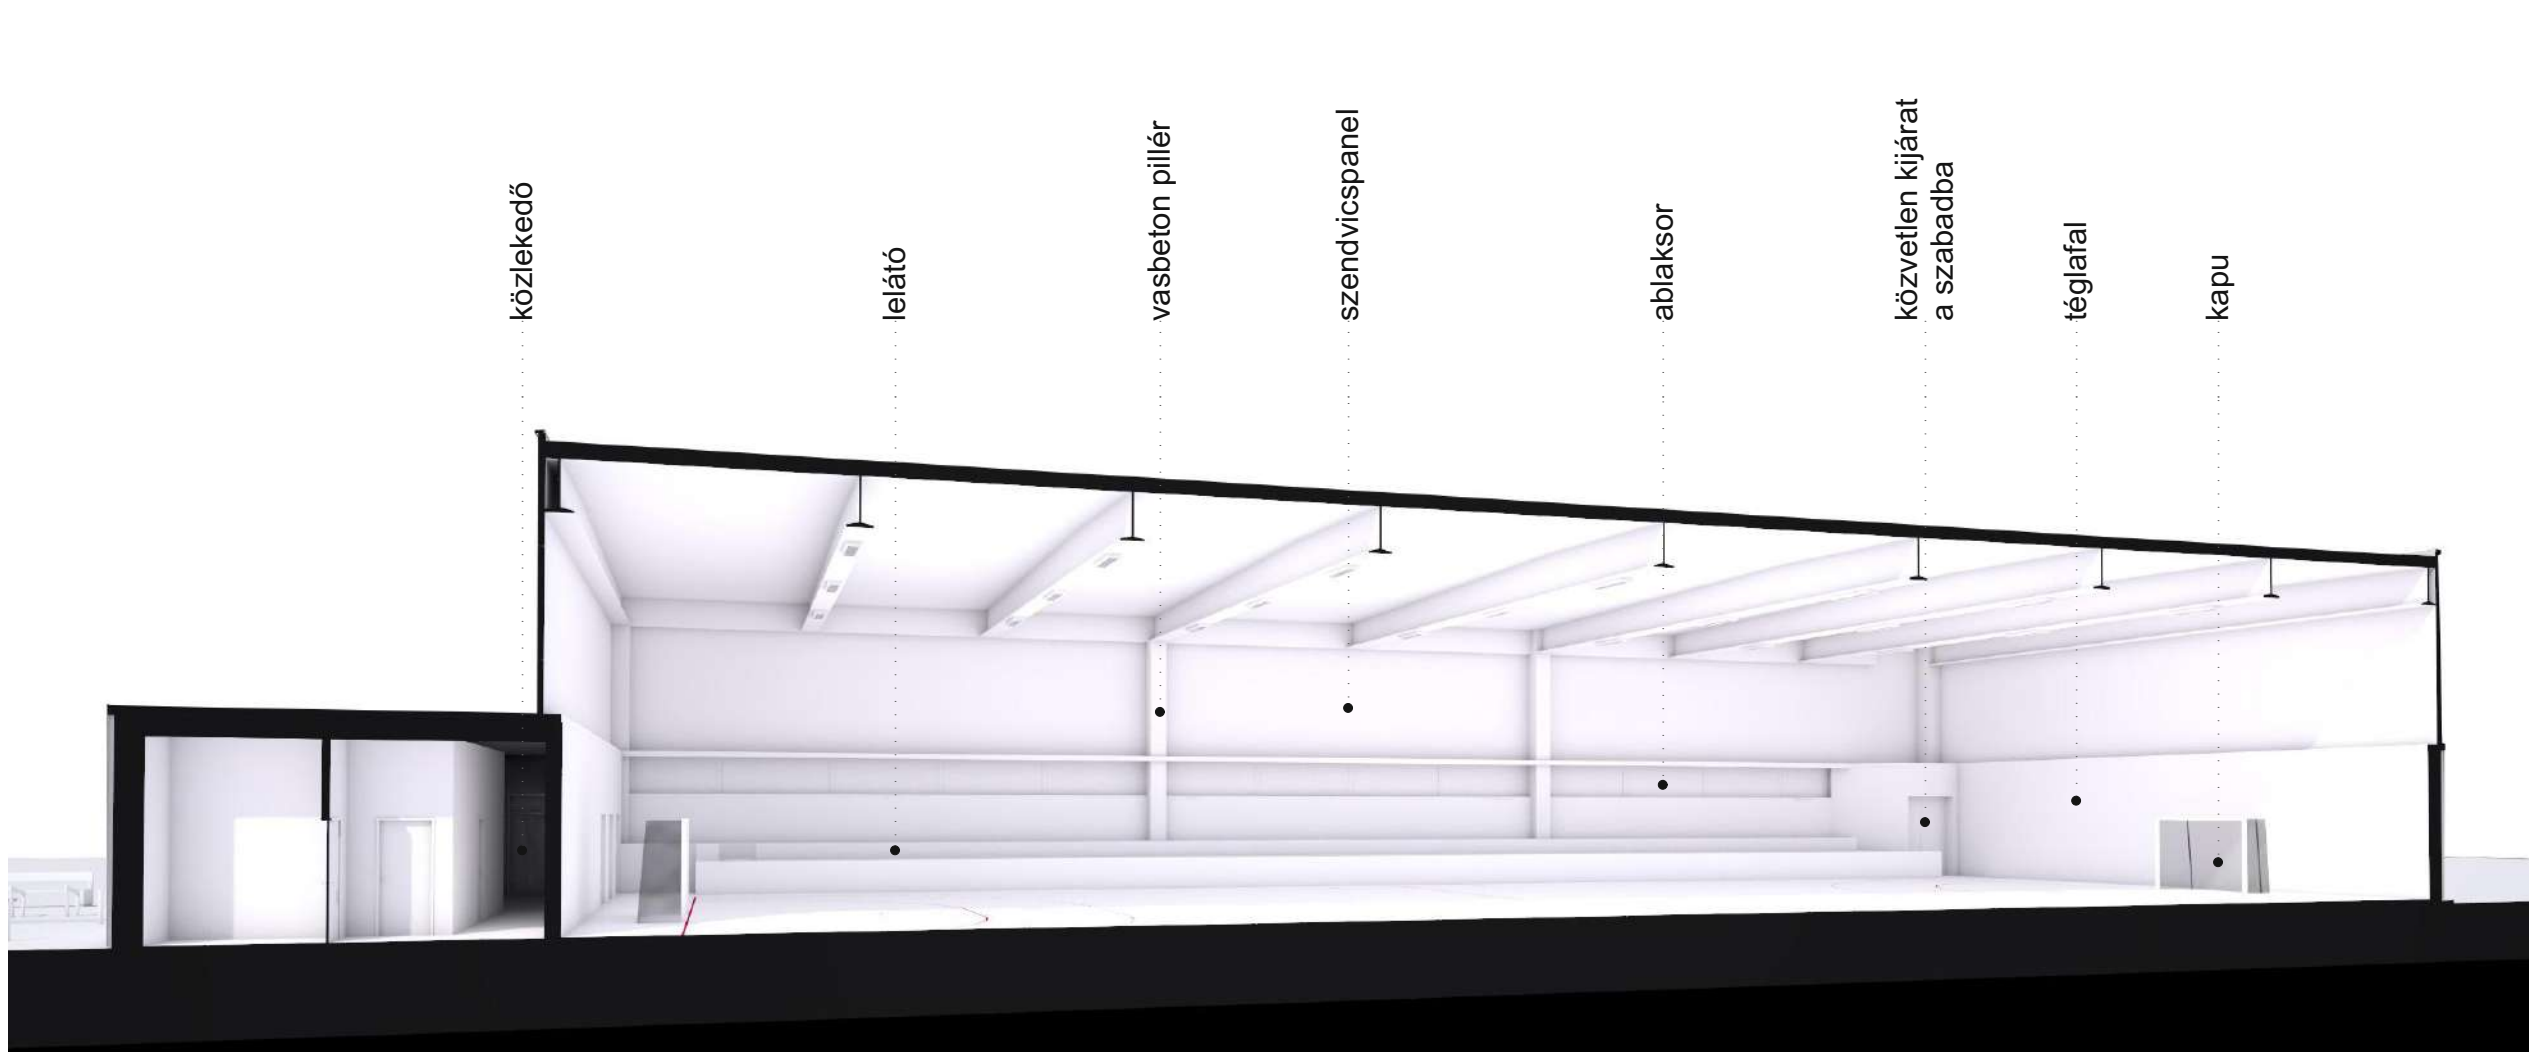 közlekedő
lelátó
vasbeton pillér
szendvicspanel
ablaksor
közvetlen kijárat
a szabadba
téglafal
kapu